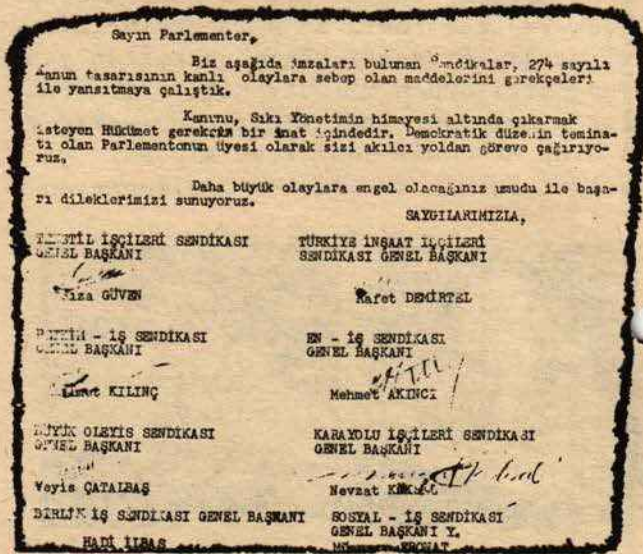 Sayın Parlementer,
Biz aşağıda imzaları bulunan Sendikalar, 274 sayılı
Kanun tasarısının kanlı olaylara sebep olan maddelerini gerekçeleri
ile yansıtmaya çalıştık.
Kanunu, Sıkı Yönetimin himayesi altında çıkarmak
isteyen Hükümet gereksiz bir inat içindedir. Demokratik düzenin temina-
tı olan Parlementonun üyesi olarak sizi akılcı yoldan göreve çağırıyo-
ruz.
Daha büyük olaylara engel olacağınız umudu ile başa-
rı dileklerimizi sunuyoruz.
SAYGILARIMIZLA,
TEKSTİL İŞÇİLERİ SENDİKASI
GENEL BAŞKANI
Rıza GÜVEN
TÜRKİYE İNŞAAT İŞÇİLERİ
SENDİKASI GENEL BAŞKANI
Rafet DEMİRTEL
İŞ SENDİKASI
GENEL BAŞKANI
KILINÇ
EN - İŞ SENDİKASI
GENEL BAŞKANI
Mehmet AKINCI
BÜYÜK OLEYİS SENDİKASI
GENEL BAŞKANI
Veyis ÇATALBAŞ
KARAYOLU İŞÇİLERİ SENDİKASI
GENEL BAŞKANI
Nevzat
BİRLİK İŞ SENDİKASI GENEL BAŞKANI
HADİ İLBAŞ
SOSYAL - İŞ SENDİKASI
GENEL BAŞKANI Y.